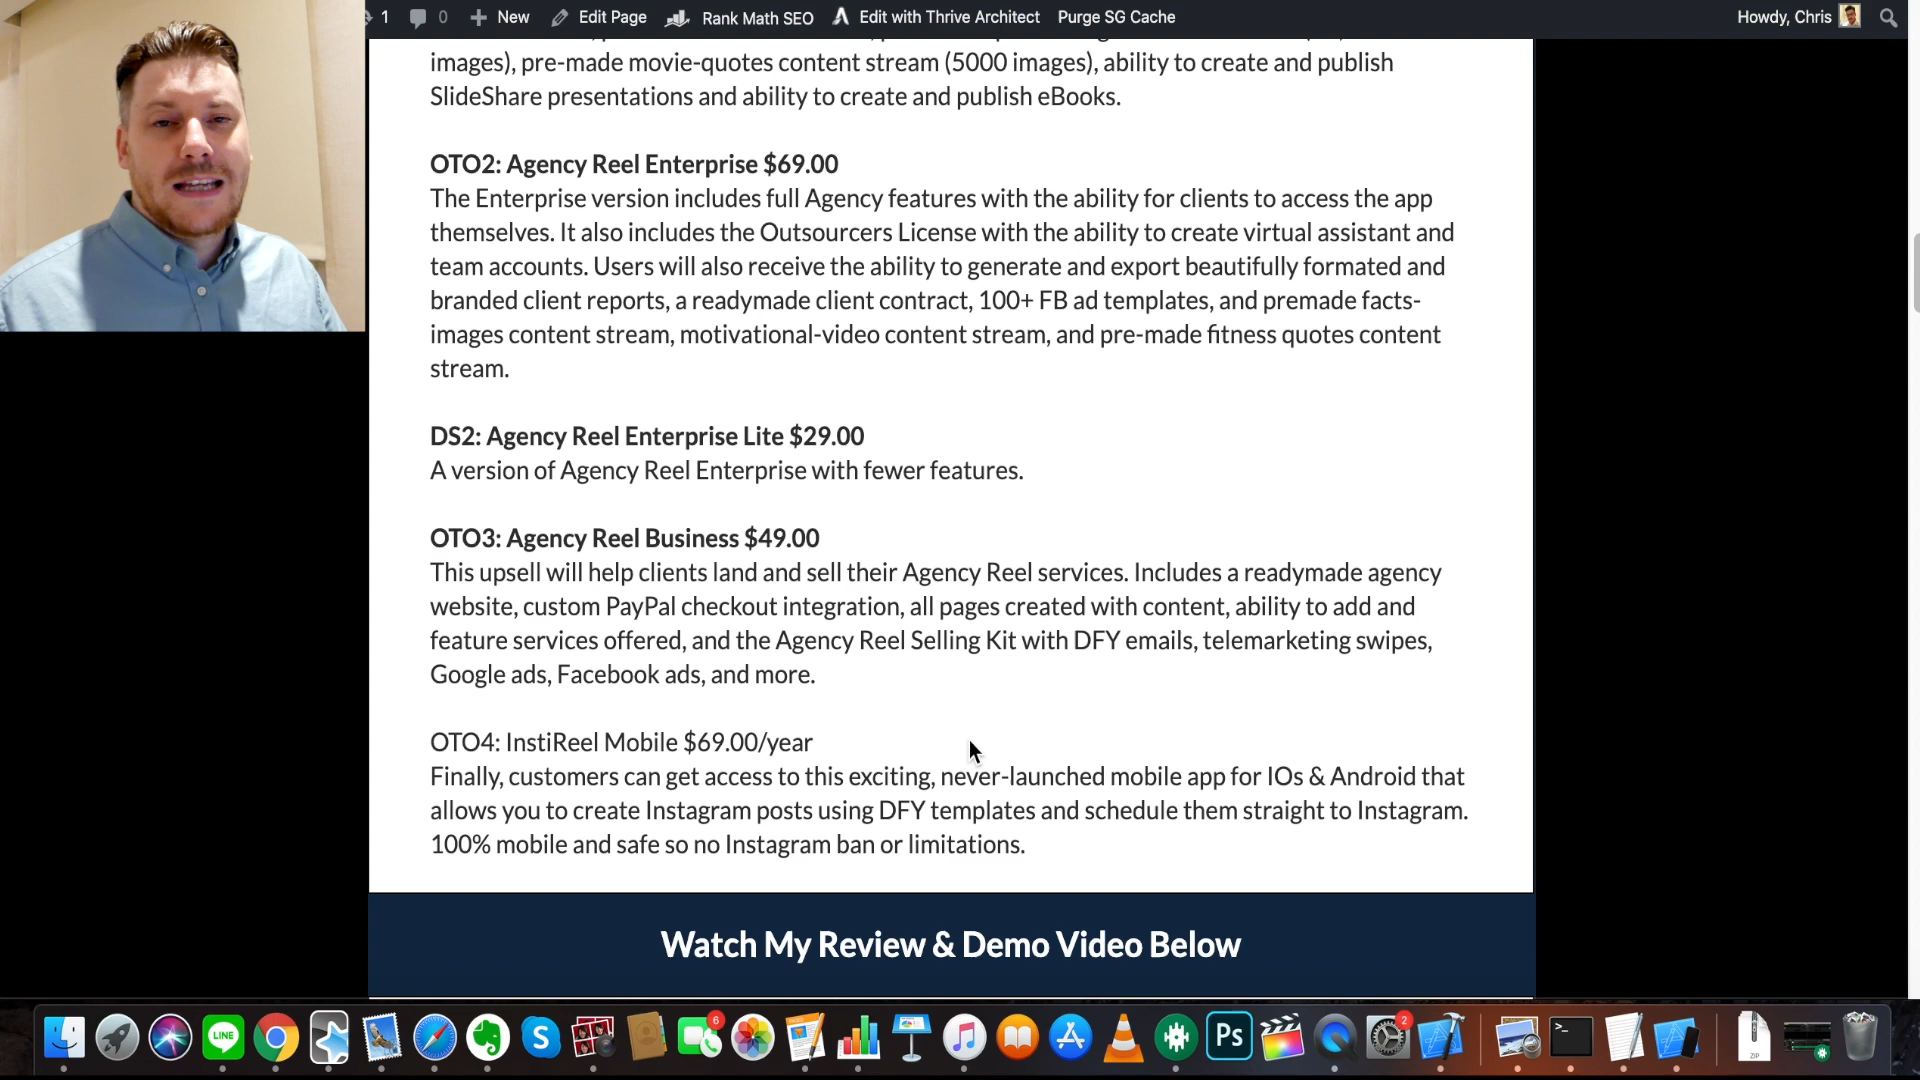 1 0 New Edit Page Rank Math SEO Edit with Thrive Architect Purge SG Cache Howdy, Chris
images), pre-made movie-quotes content stream (5000 images), ability to create and publish
SlideShare presentations and ability to create and publish eBooks.
OTO2: Agency Reel Enterprise $69.00
The Enterprise version includes full Agency features with the ability for clients to access the app
themselves. It also includes the Outsourcers License with the ability to create virtual assistant and
team accounts. Users will also receive the ability to generate and export beautifully formated and
branded client reports, a readymade client contract, 100+ FB ad templates, and premade facts-
images content stream, motivational-video content stream, and pre-made fitness quotes content
stream.
DS2: Agency Reel Enterprise Lite $29.00
A version of Agency Reel Enterprise with fewer features.
OTO3: Agency Reel Business $49.00
This upsell will help clients land and sell their Agency Reel services. Includes a readymade agency
website, custom PayPal checkout integration, all pages created with content, ability to add and
feature services offered, and the Agency Reel Selling Kit with DFY emails, telemarketing swipes,
Google ads, Facebook ads, and more.
OTO4: InstiReel Mobile $69.00/year
Finally, customers can get access to this exciting, never-launched mobile app for IOs & Android that
allows you to create Instagram posts using DFY templates and schedule them straight to Instagram.
100% mobile and safe so no Instagram ban or limitations.
Watch My Review & Demo Video Below
LINE S 6 Ps 2 >_ ZIP